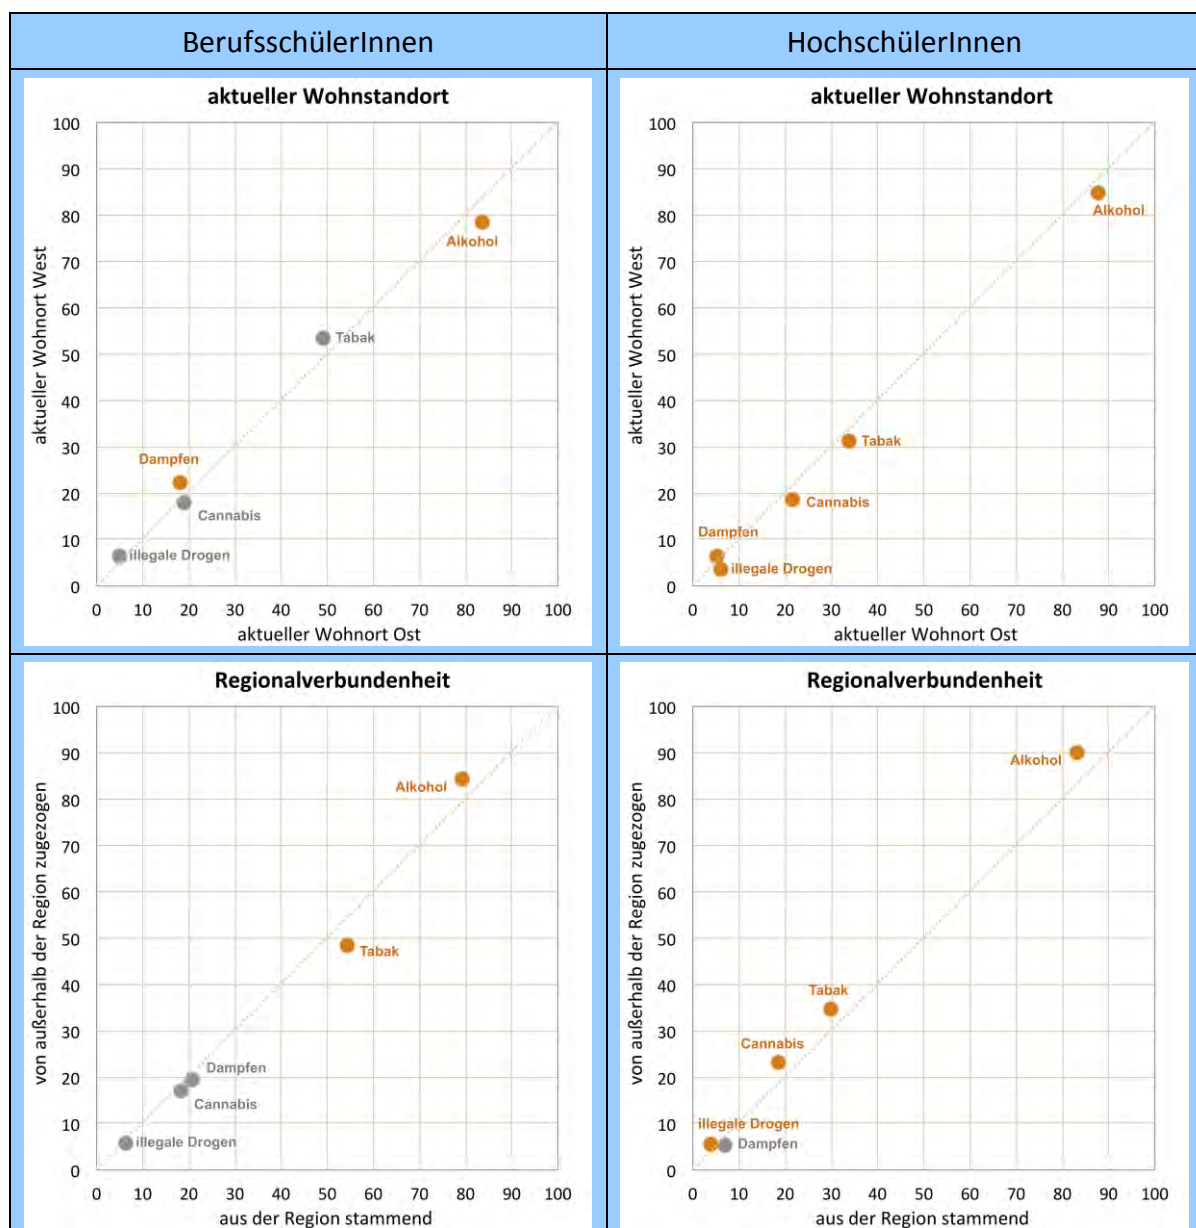 BerufsschülerInnen
HochschülerInnen
aktueller Wohnstandort
aktueller Wohnort West
100
90
80
70
60
50
40
30
20
10
0
Alkohol
Tabak
Dampfen
Cannabis
illegale Drogen
0 10 20 30 40 50 60 70 80 90 100
aktueller Wohnort Ost
aktueller Wohnstandort
aktueller Wohnort West
100
90
80
70
60
50
40
30
20
10
0
Alkohol
Tabak
Cannabis
Dampfen
illegale Drogen
0 10 20 30 40 50 60 70 80 90 100
aktueller Wohnort Ost
Regionalverbundenheit
von außerhalb der Region zugezogen
100
90
80
70
60
50
40
30
20
10
0
Alkohol
Tabak
Dampfen
Cannabis
illegale Drogen
0 10 20 30 40 50 60 70 80 90 100
aus der Region stammend
Regionalverbundenheit
von außerhalb der Region zugezogen
100
90
80
70
60
50
40
30
20
10
0
Alkohol
Tabak
Cannabis
illegale Drogen
Dampfen
0 10 20 30 40 50 60 70 80 90 100
aus der Region stammend